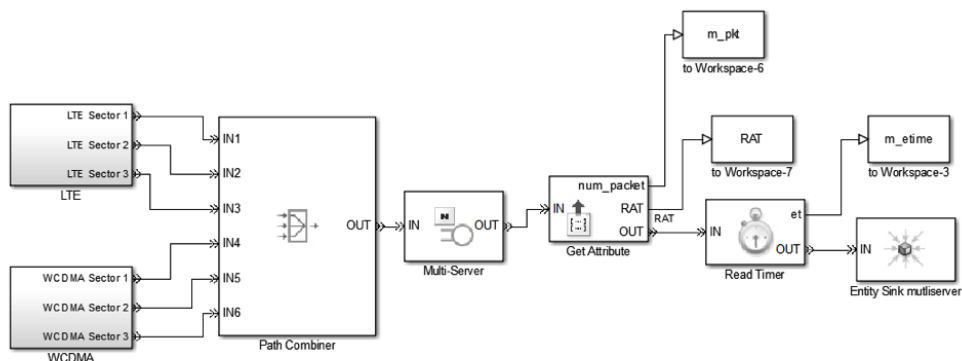 m_pkt
to Workspace-6
LTE Sector 1
LTE Sector 2
LTE Sector 3
LTE
WCDMA Sector 1
WCDMA Sector 2
WCDMA Sector 3
WCDMA
IN1
IN2
IN3
IN4
IN5
IN6
OUT
Path Combiner
IN
N
OUT
Multi-Server
IN
num_packet
RAT
OUT
{...}
Get Attribute
RAT
RAT
to Workspace-7
m_etime
to Workspace-3
IN
et
OUT
Read Timer
IN
Entity Sink mutliserver